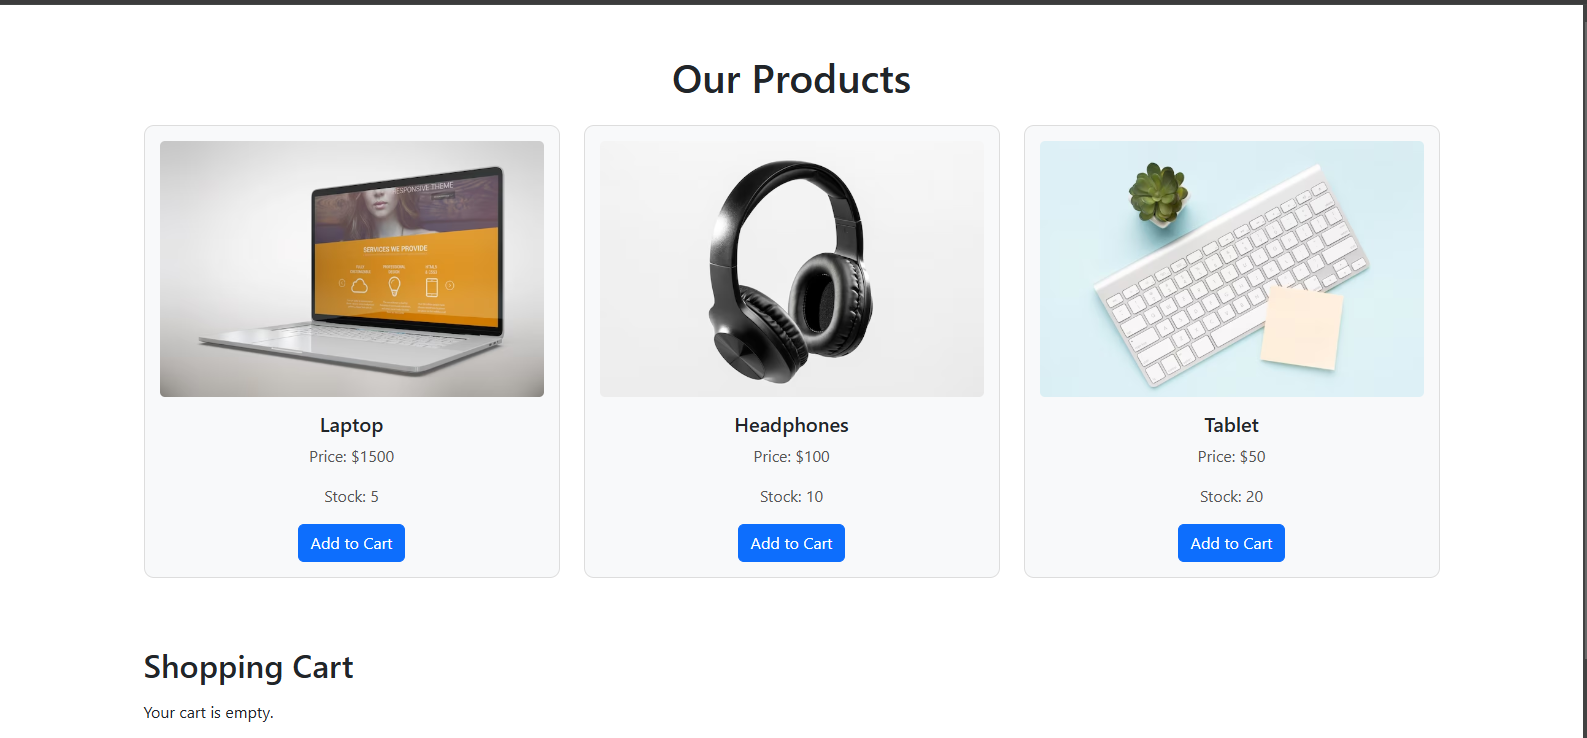 Our Products
RESPONSIVE THEME
SERVICES WE PROVIDE
Laptop
Price: $1500
Stock: 5
Add to Cart
Headphones
Price: $100
Stock: 10
Add to Cart
Tablet
Price: $50
Stock: 20
Add to Cart
Shopping Cart
Your cart is empty.